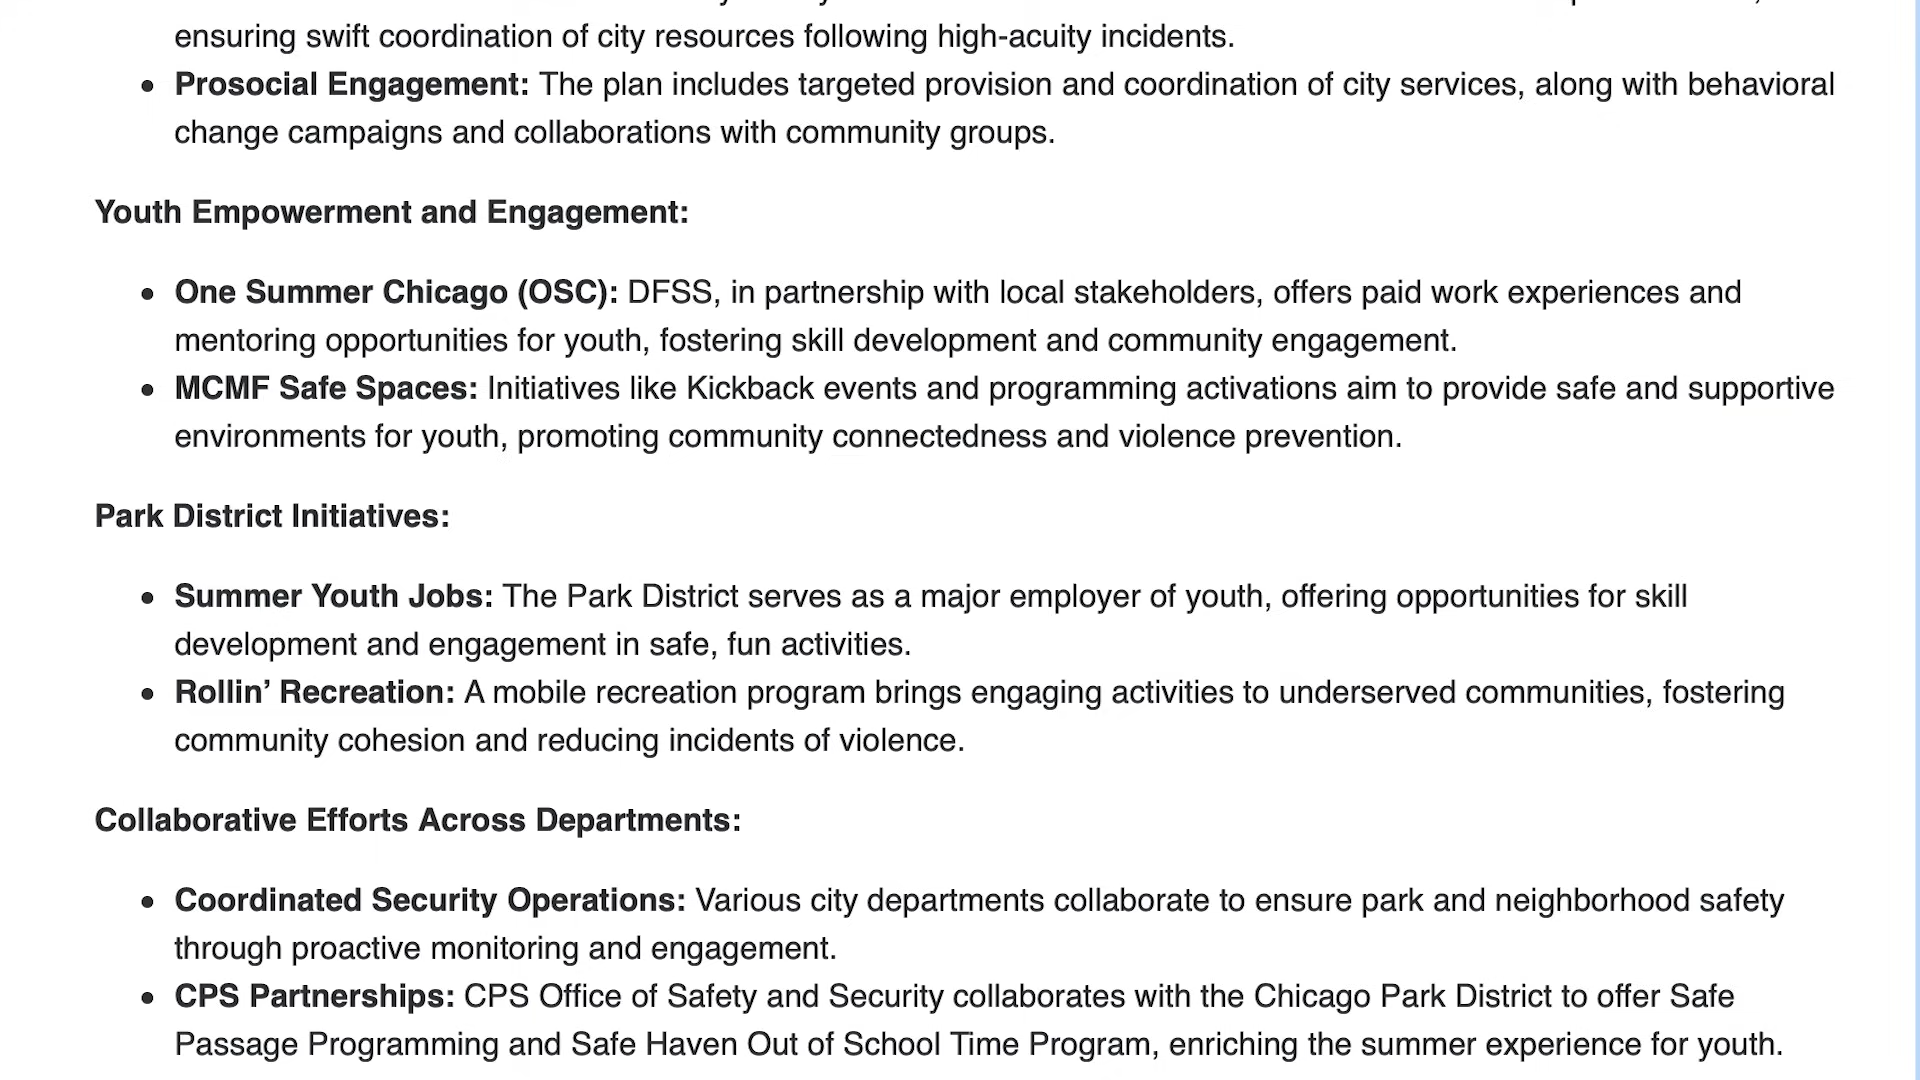 ensuring swift coordination of city resources following high-acuity incidents.
• Prosocial Engagement: The plan includes targeted provision and coordination of city services, along with behavioral
change campaigns and collaborations with community groups.
Youth Empowerment and Engagement:
• One Summer Chicago (OSC): DFSS, in partnership with local stakeholders, offers paid work experiences and
mentoring opportunities for youth, fostering skill development and community engagement.
• MCMF Safe Spaces: Initiatives like Kickback events and programming activations aim to provide safe and supportive
environments for youth, promoting community connectedness and violence prevention.
Park District Initiatives:
• Summer Youth Jobs: The Park District serves as a major employer of youth, offering opportunities for skill
development and engagement in safe, fun activities.
• Rollin’ Recreation: A mobile recreation program brings engaging activities to underserved communities, fostering
community cohesion and reducing incidents of violence.
Collaborative Efforts Across Departments:
• Coordinated Security Operations: Various city departments collaborate to ensure park and neighborhood safety
through proactive monitoring and engagement.
• CPS Partnerships: CPS Office of Safety and Security collaborates with the Chicago Park District to offer Safe
Passage Programming and Safe Haven Out of School Time Program, enriching the summer experience for youth.